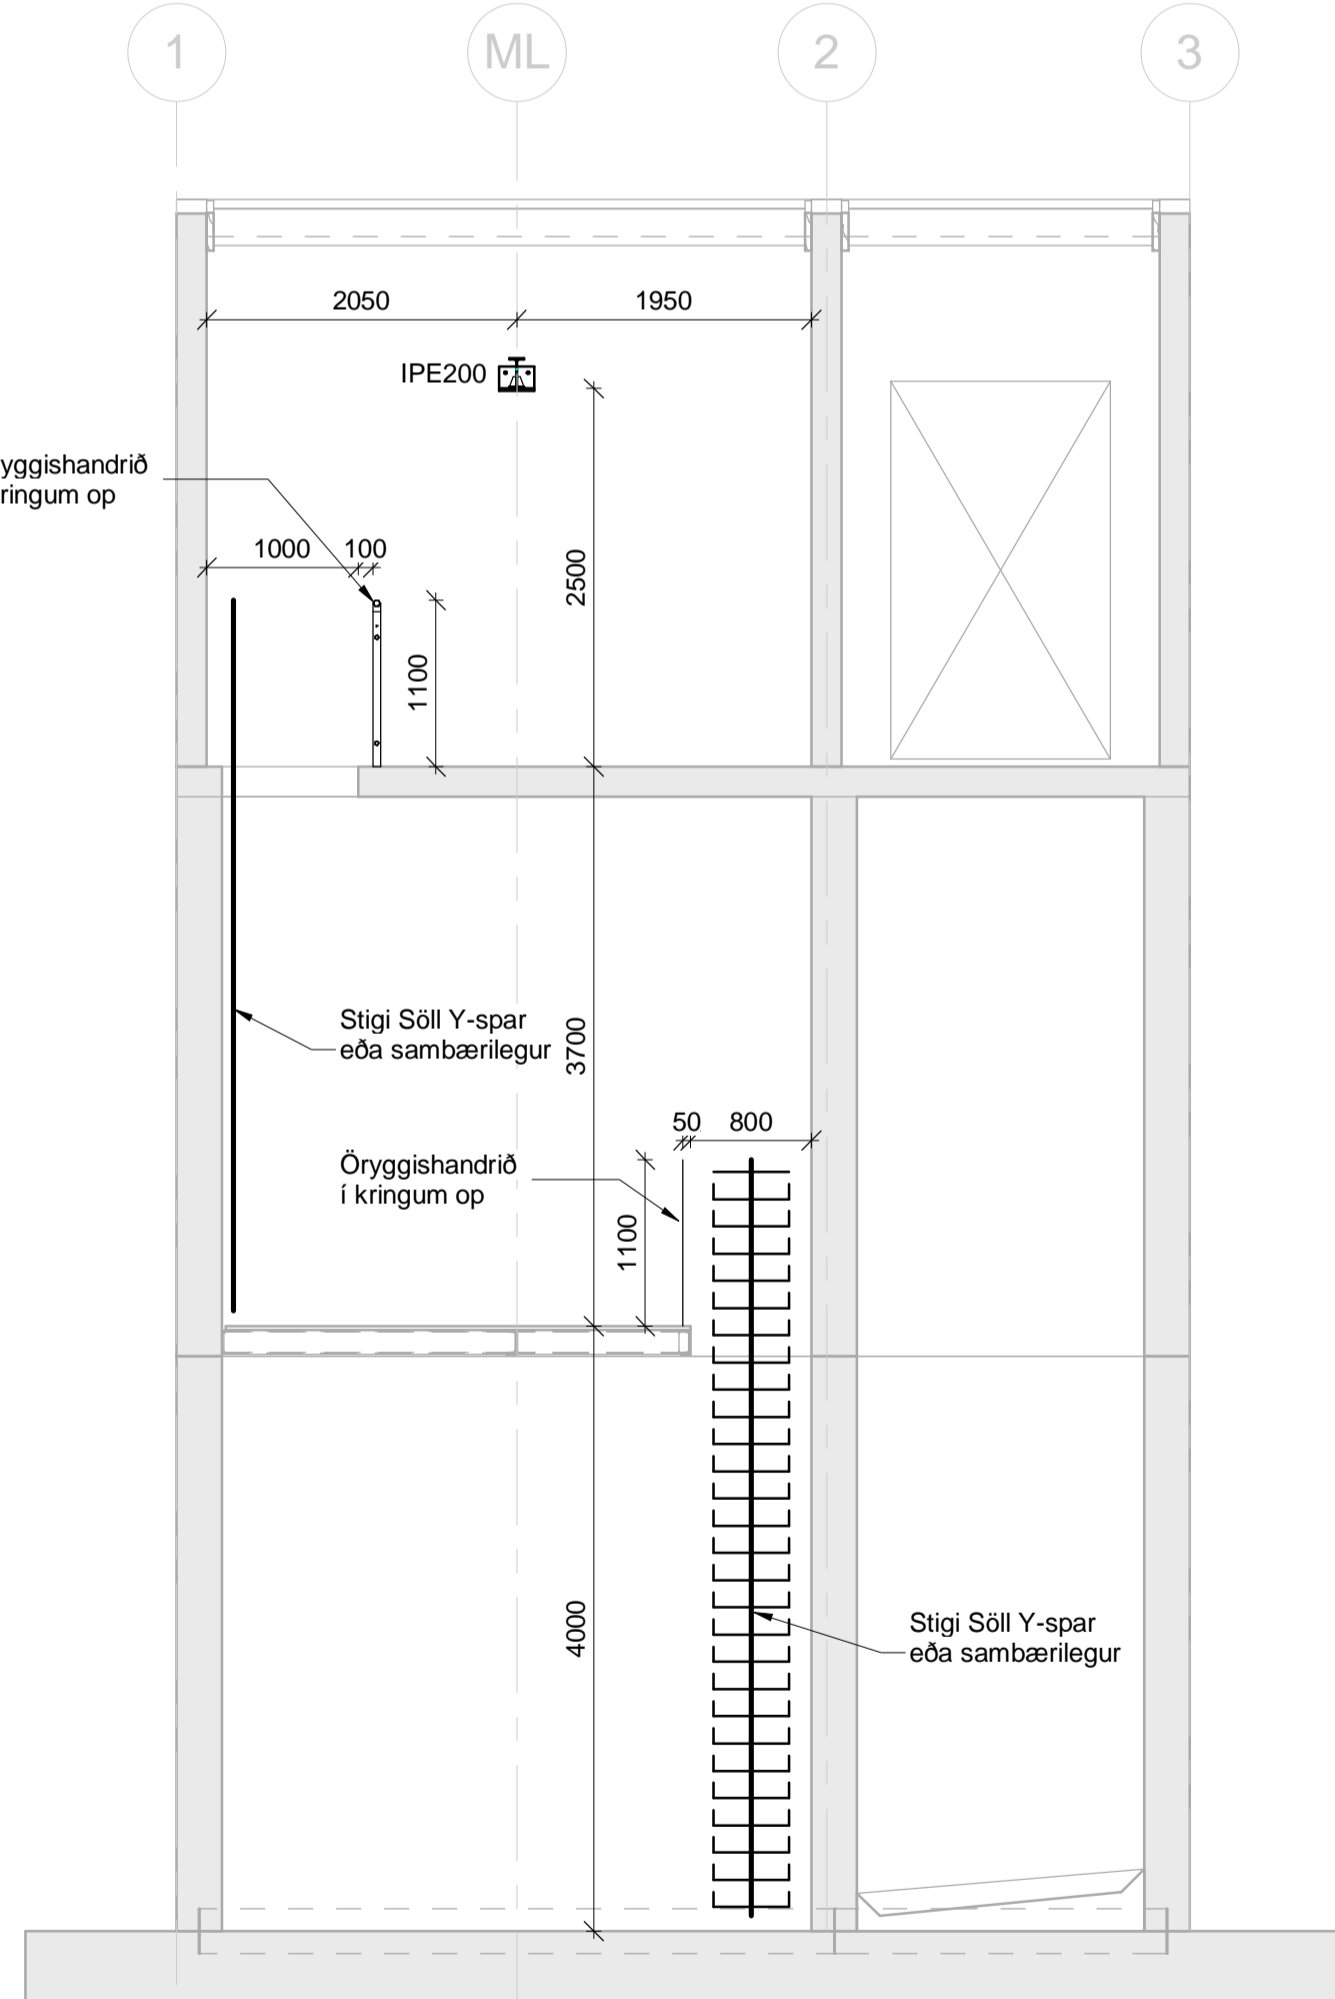 1
ML
2
3
2050
1950
IPE200
yggishandrið
ringum op
1000
100
2500
1100
Stigi Söll Y-spar
eða sambærilegur
3700
50
800
Öryggishandrið
í kringum op
1100
4000
Stigi Söll Y-spar
eða sambærilegur